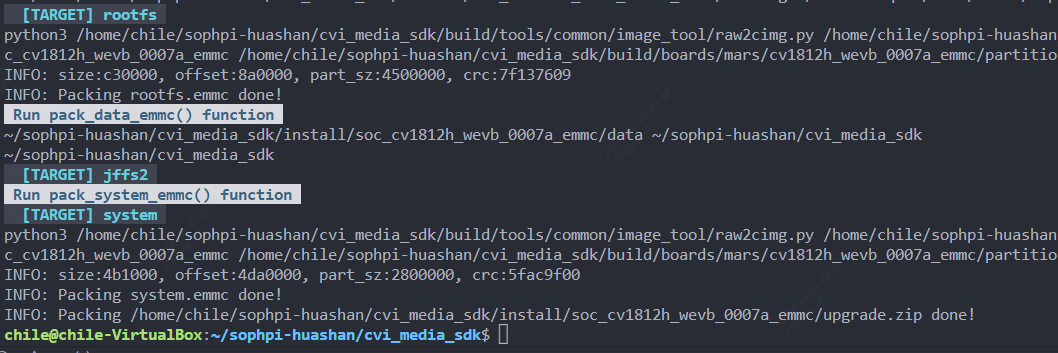 [TARGET] rootfs
python3 /home/chile/sophpi-huashan/cvi_media_sdk/build/tools/common/image_tool/raw2cimg.py /home/chile/sophpi-huashan/cvi_media_sdk/install/so
c_cv1812h_wevb_0007a_emmc /home/chile/sophpi-huashan/cvi_media_sdk/build/boards/mars/cv1812h_wevb_0007a_emmc/partitio
INFO: size:c30000, offset:8a0000, part_sz:4500000, crc:7f137609
INFO: Packing rootfs.emmc done!
Run pack_data_emmc() function
~/sophpi-huashan/cvi_media_sdk/install/soc_cv1812h_wevb_0007a_emmc/data ~/sophpi-huashan/cvi_media_sdk
~/sophpi-huashan/cvi_media_sdk
[TARGET] jffs2
Run pack_system_emmc() function
[TARGET] system
python3 /home/chile/sophpi-huashan/cvi_media_sdk/build/tools/common/image_tool/raw2cimg.py /home/chile
c_cv1812h_wevb_0007a_emmc /home/chile/sophpi-huashan/cvi_media_sdk/build/boards/mars/cv1812h_wevb_0007a_emmc/partitio
INFO: size:4b1000, offset:4da0000, part_sz:2800000, crc:5fac9f00
INFO: Packing system.emmc done!
INFO: Packing /home/chile/sophpi-huashan/cvi_media_sdk/install/soc_cv1812h_wevb_0007a_emmc/upgrade.zip done!
chile@chile-VirtualBox:~/sophpi-huashan/cvi_media_sdk$